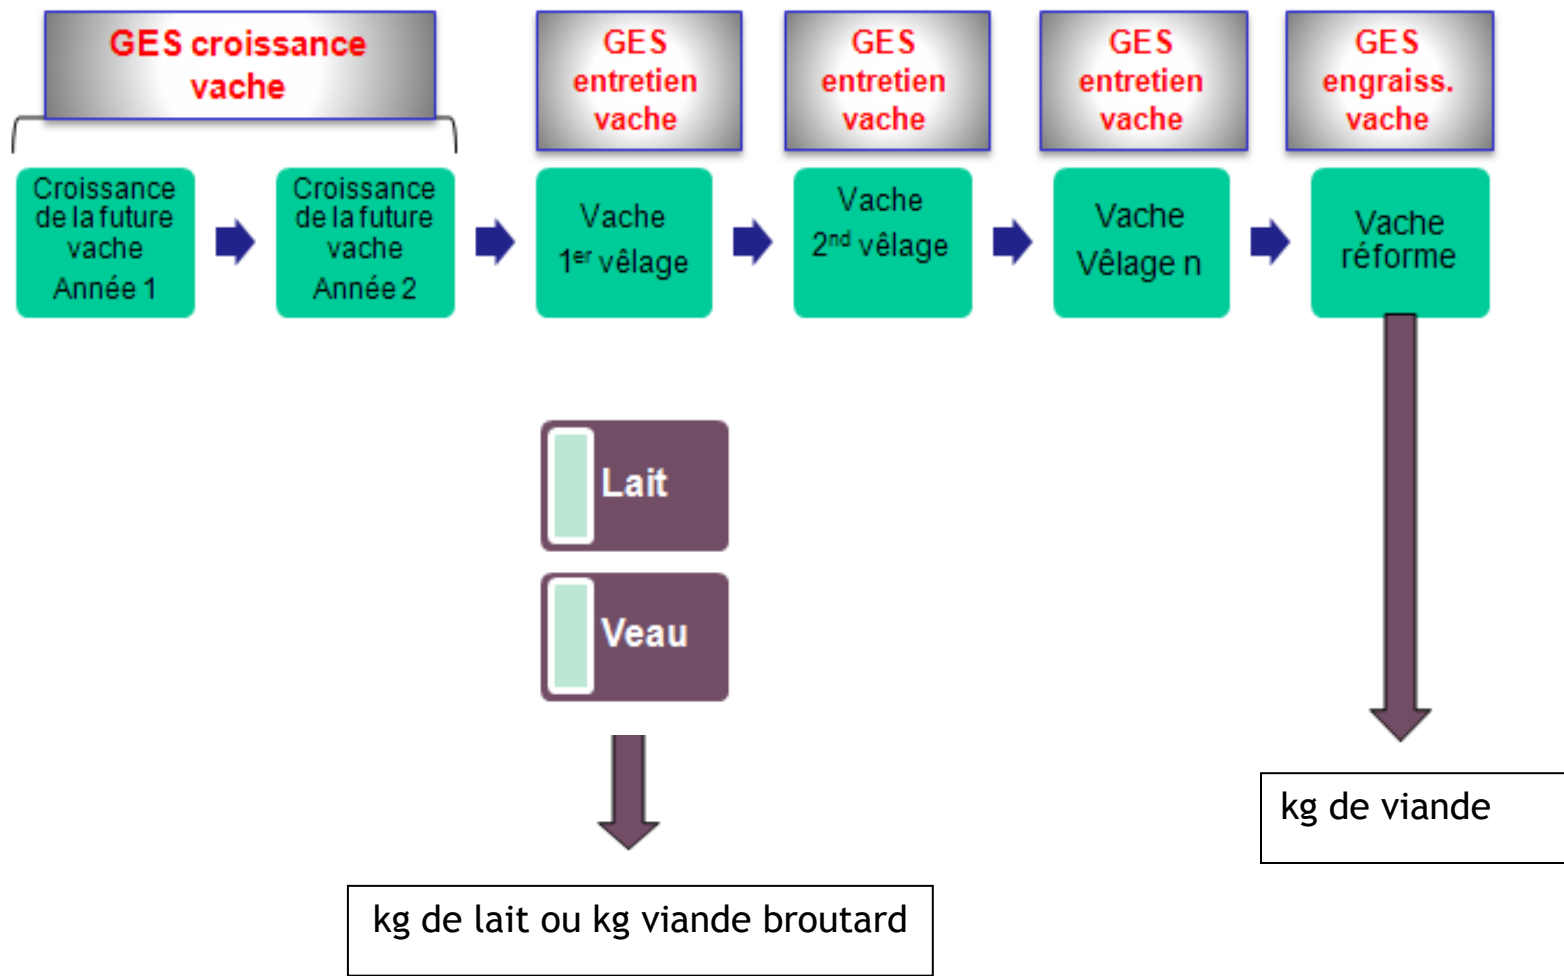 GES croissance
vache
GES
entretien
vache
GES
entretien
vache
GES
entretien
vache
GES
engraiss.
vache
Croissance
de la future
vache
Année 1
Croissance
de la future
vache
Année 2
Vache
1er vêlage
Vache
2nd vêlage
Vache
Vêlage n
Vache
réforme
Lait
Veau
kg de viande
kg de lait ou kg viande broutard